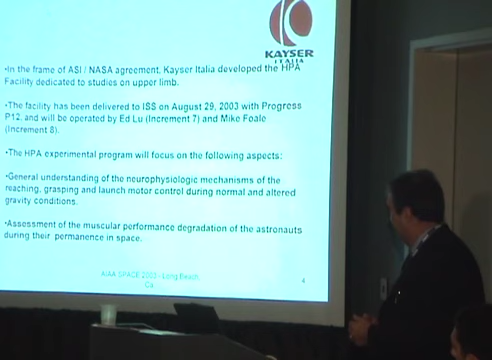 KAYSER
ITALIA
•In the frame of ASI / NASA agreement, Kayser Italia developed the HPA
Facility dedicated to studies on upper limb.
•The facility has been delivered to ISS on August 29, 2003 with Progress
P12, and will be operated by Ed Lu (Increment 7) and Mike Foale
(Increment 8).
•The HPA experimental program will focus on the following aspects:
•General understanding of the neurophysiologic mechanisms of the
reaching, grasping and launch motor control during normal and altered
gravity conditions.
•Assessment of the muscular performance degradation of the astronauts
during their permanence in space.
AIAA SPACE 2003 - Long Beach,
Ca.
4